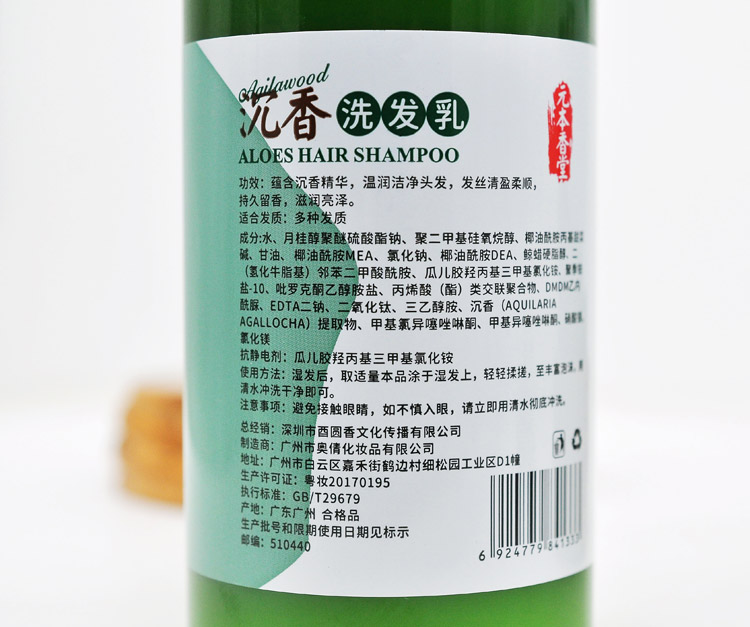 Agilawood
沉香洗发乳
ALOES HAIR SHAMPOO
元本香堂
功效：蕴含沉香精华，温润洁净头发，发丝清盈柔顺，
持久留香，滋润亮泽。
适合发质：多种发质
成分:水、月桂醇聚醚硫酸酯钠、聚二甲基硅氧烷醇、椰油酰胺丙基甜菜
碱、甘油、椰油酰胺MEA、氯化钠、椰油酰胺DEA、鲸蜡硬脂醇、二
（氢化牛脂基）邻苯二甲酸酰胺、瓜儿胶羟丙基三甲基氯化铵、聚季铵
盐-10、吡罗克酮乙醇胺盐、丙烯酸（酯）类交联聚合物、DMDM乙内
酰脲、EDTA二钠、二氧化钛、三乙醇胺、沉香（AQUILARIA
AGALLOCHA）提取物、甲基氯异噻唑啉酮、甲基异噻唑啉酮、硝酸镁、
氯化镁
抗静电剂：瓜儿胶羟丙基三甲基氯化铵
使用方法：湿发后，取适量本品涂于湿发上，轻轻揉搓，至丰富泡沫，用
清水冲洗干净即可。
注意事项：避免接触眼睛，如不慎入眼，请立即用清水彻底冲洗。
总经销：深圳市酉圆香文化传播有限公司
制造商：广州市奥倩化妆品有限公司
地址：广州市白云区嘉禾街鹤边村细松园工业区D1幢
生产许可证：粤妆20170195
执行标准：GB/T29679
产地：广东广州 合格品
生产批号和限期使用日期见标示
邮编：510440
6 924779 841333